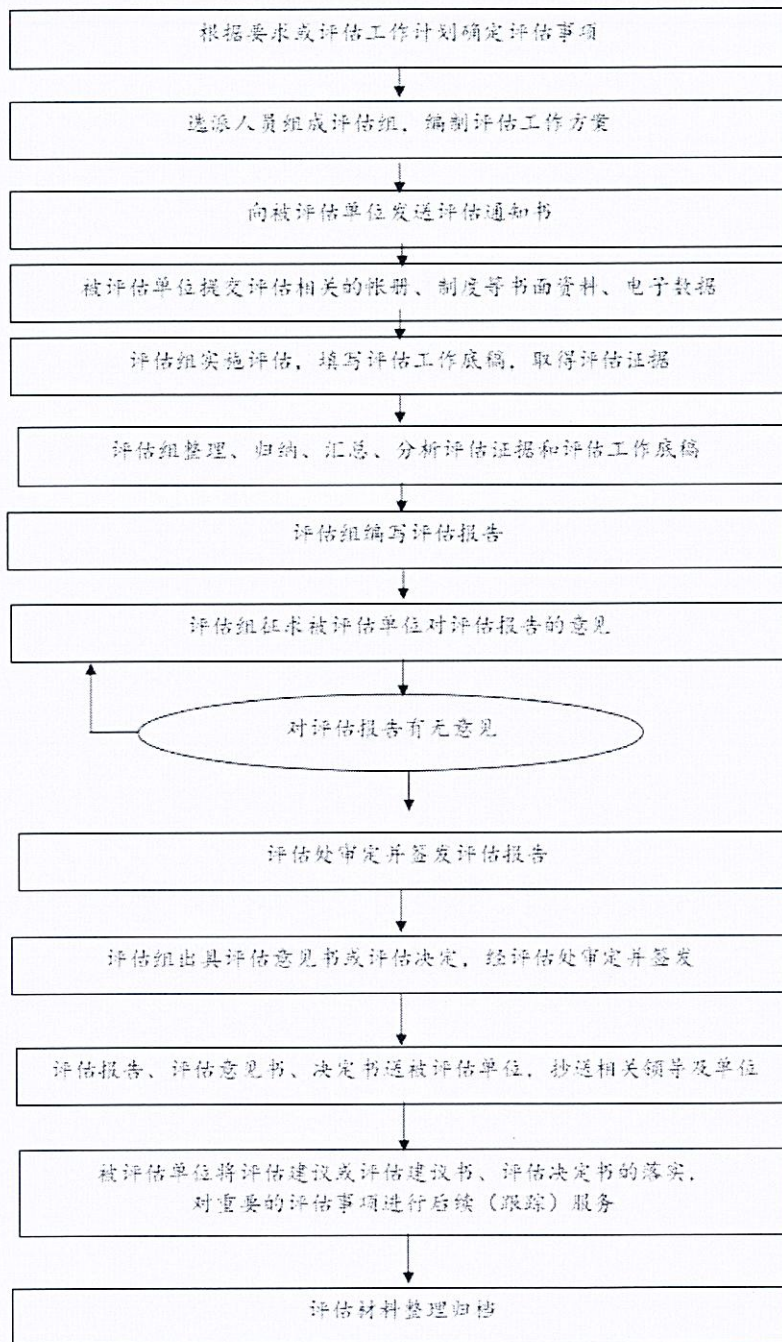 根据要求或评估工作计划确定评估事项
选派人员组成评估组，编制评估工作方案
向被评估单位发送评估通知书
被评估单位提交评估相关的帐册、制度等书面资料、电子数据
评估组实施评估，填写评估工作底稿，取得评估证据
评估组整理、归纳、汇总、分析评估证据和评估工作底稿
评估组编写评估报告
评估组征求被评估单位对评估报告的意见
对评估报告有无意见
评估处审定并签发评估报告
评估组出具评估意见书或评估决定，经评估处审定并签发
评估报告、评估意见书、决定书送被评估单位，抄送相关领导及单位
被评估单位将评估建议或评估建议书、评估决定书的落实，
对重要的评估事项进行后续（跟踪）服务
评估材料整理归档